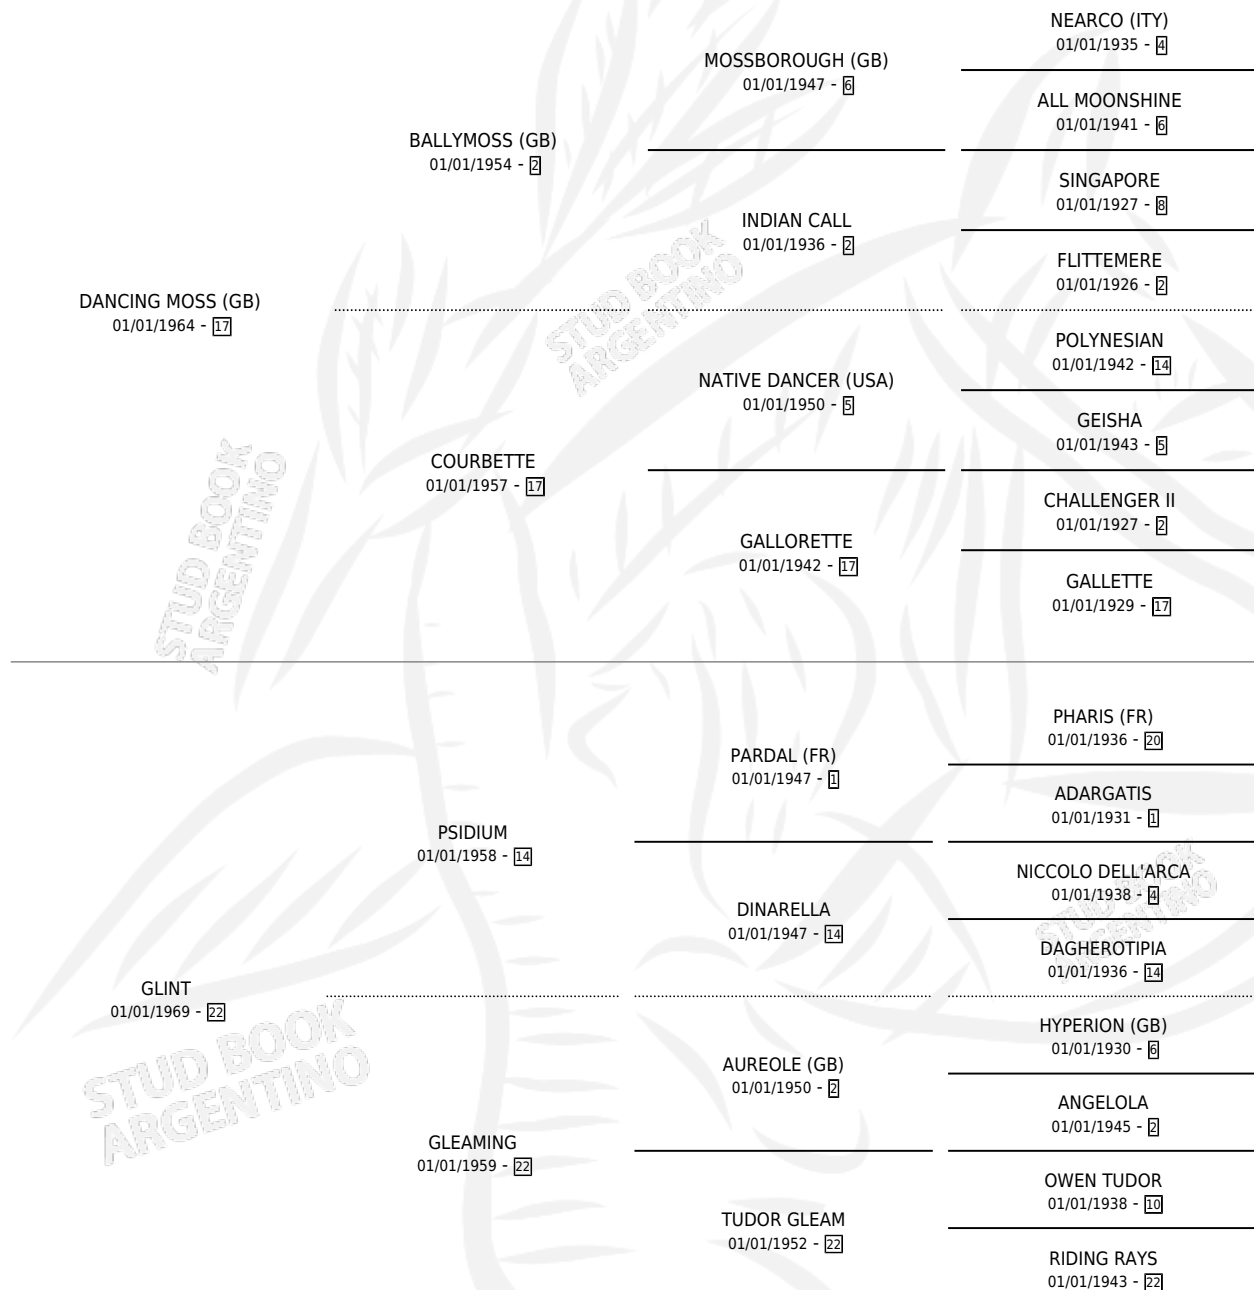 NEARCO (ITY)
01/01/1935 - 4
MOSSBOROUGH (GB)
01/01/1947 - 6
ALL MOONSHINE
01/01/1941 - 6
BALLYMOSS (GB)
01/01/1954 - 2
SINGAPORE
01/01/1927 - 8
INDIAN CALL
01/01/1936 - 2
FLITTEMERE
01/01/1926 - 2
DANCING MOSS (GB)
01/01/1964 - 17
STUD BOOK
ARGENTINO
POLYNESIAN
01/01/1942 - 14
NATIVE DANCER (USA)
01/01/1950 - 5
GEISHA
01/01/1943 - 5
COURBETTE
01/01/1957 - 17
CHALLENGER II
01/01/1927 - 2
GALLORETTE
01/01/1942 - 17
GALLETTE
01/01/1929 - 17
STUD BOOK
ARGENTINO
PHARIS (FR)
01/01/1936 - 20
PARDAL (FR)
01/01/1947 - 1
ADARGATIS
01/01/1931 - 1
PSIDIUM
01/01/1958 - 14
NICCOLO DELL'ARCA
01/01/1938 - 4
STUD BOOK
ARGENTINO
DINARELLA
01/01/1947 - 14
DAGHEROTIPIA
01/01/1936 - 14
GLINT
01/01/1969 - 22
HYPERION (GB)
01/01/1930 - 6
AUREOLE (GB)
01/01/1950 - 2
ANGELOLA
01/01/1945 - 2
STUD BOOK
ARGENTINO
GLEAMING
01/01/1959 - 22
OWEN TUDOR
01/01/1938 - 10
TUDOR GLEAM
01/01/1952 - 22
RIDING RAYS
01/01/1943 - 22